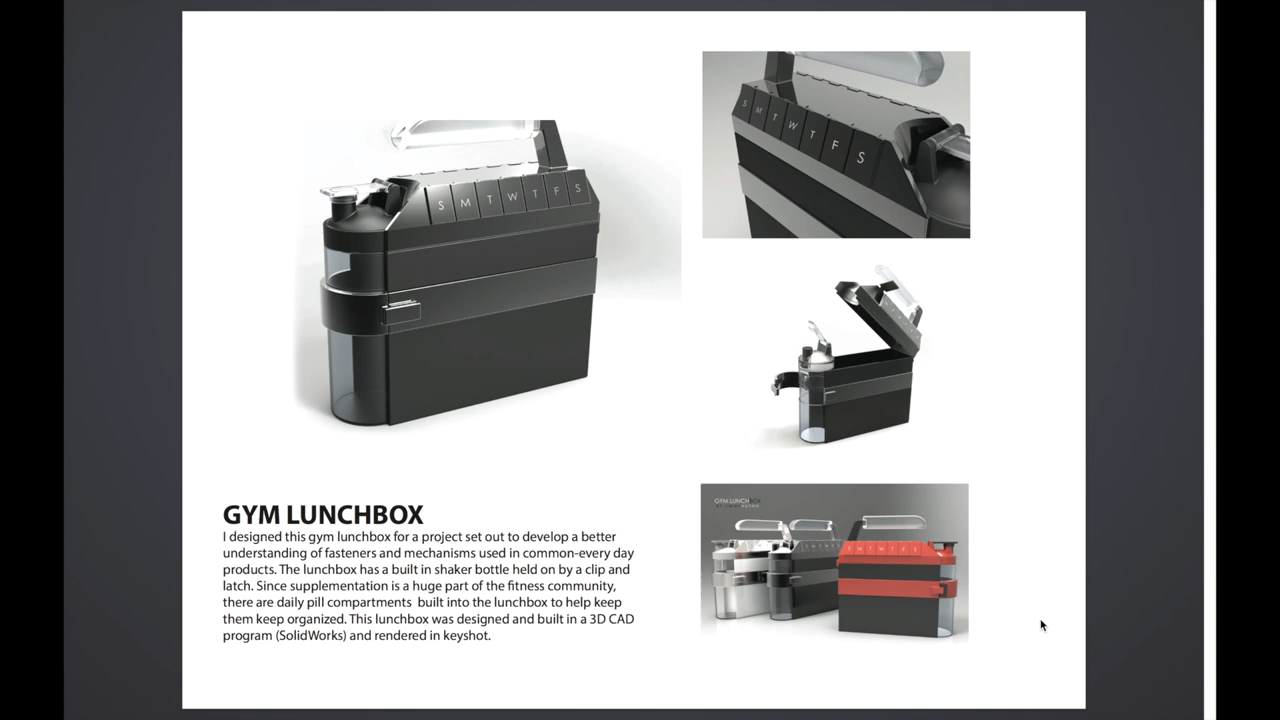 S M T W T F S
S M T W T F S
GYM LUNCHBOX
I designed this gym lunchbox for a project set out to develop a better
understanding of fasteners and mechanisms used in common-every day
products. The lunchbox has a built in shaker bottle held on by a clip and
latch. Since supplementation is a huge part of the fitness community,
there are daily pill compartments  built into the lunchbox to help keep
them keep organized. This lunchbox was designed and built in a 3D CAD
program (SolidWorks) and rendered in keyshot.
GYM LUNCHBOX
S M T W T F S